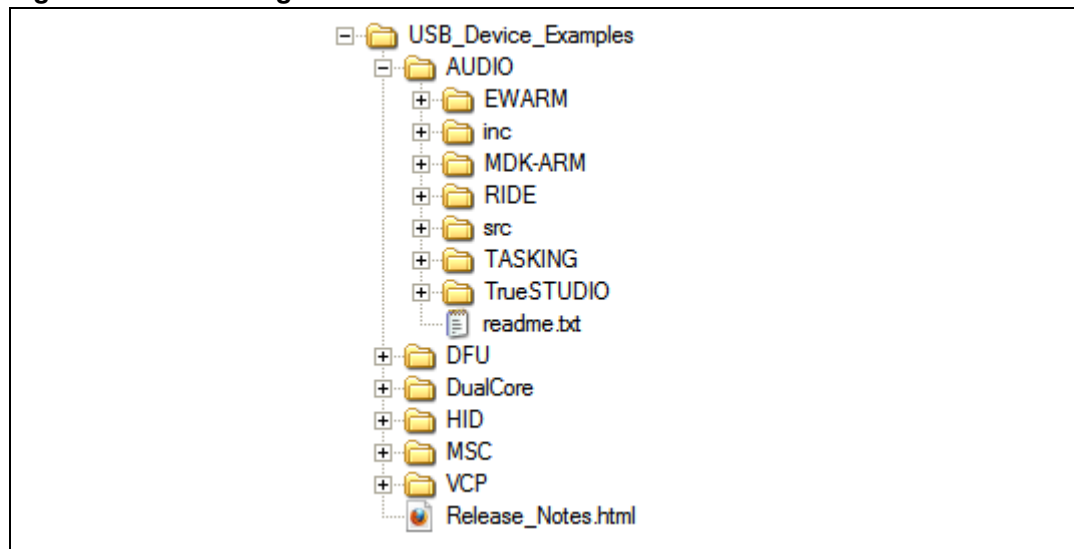 USB_Device_Examples
AUDIO
EWARM
inc
MDK-ARM
RIDE
src
TASKING
TrueSTUDIO
readme.txt
DFU
DualCore
HID
MSC
VCP
Release_Notes.html